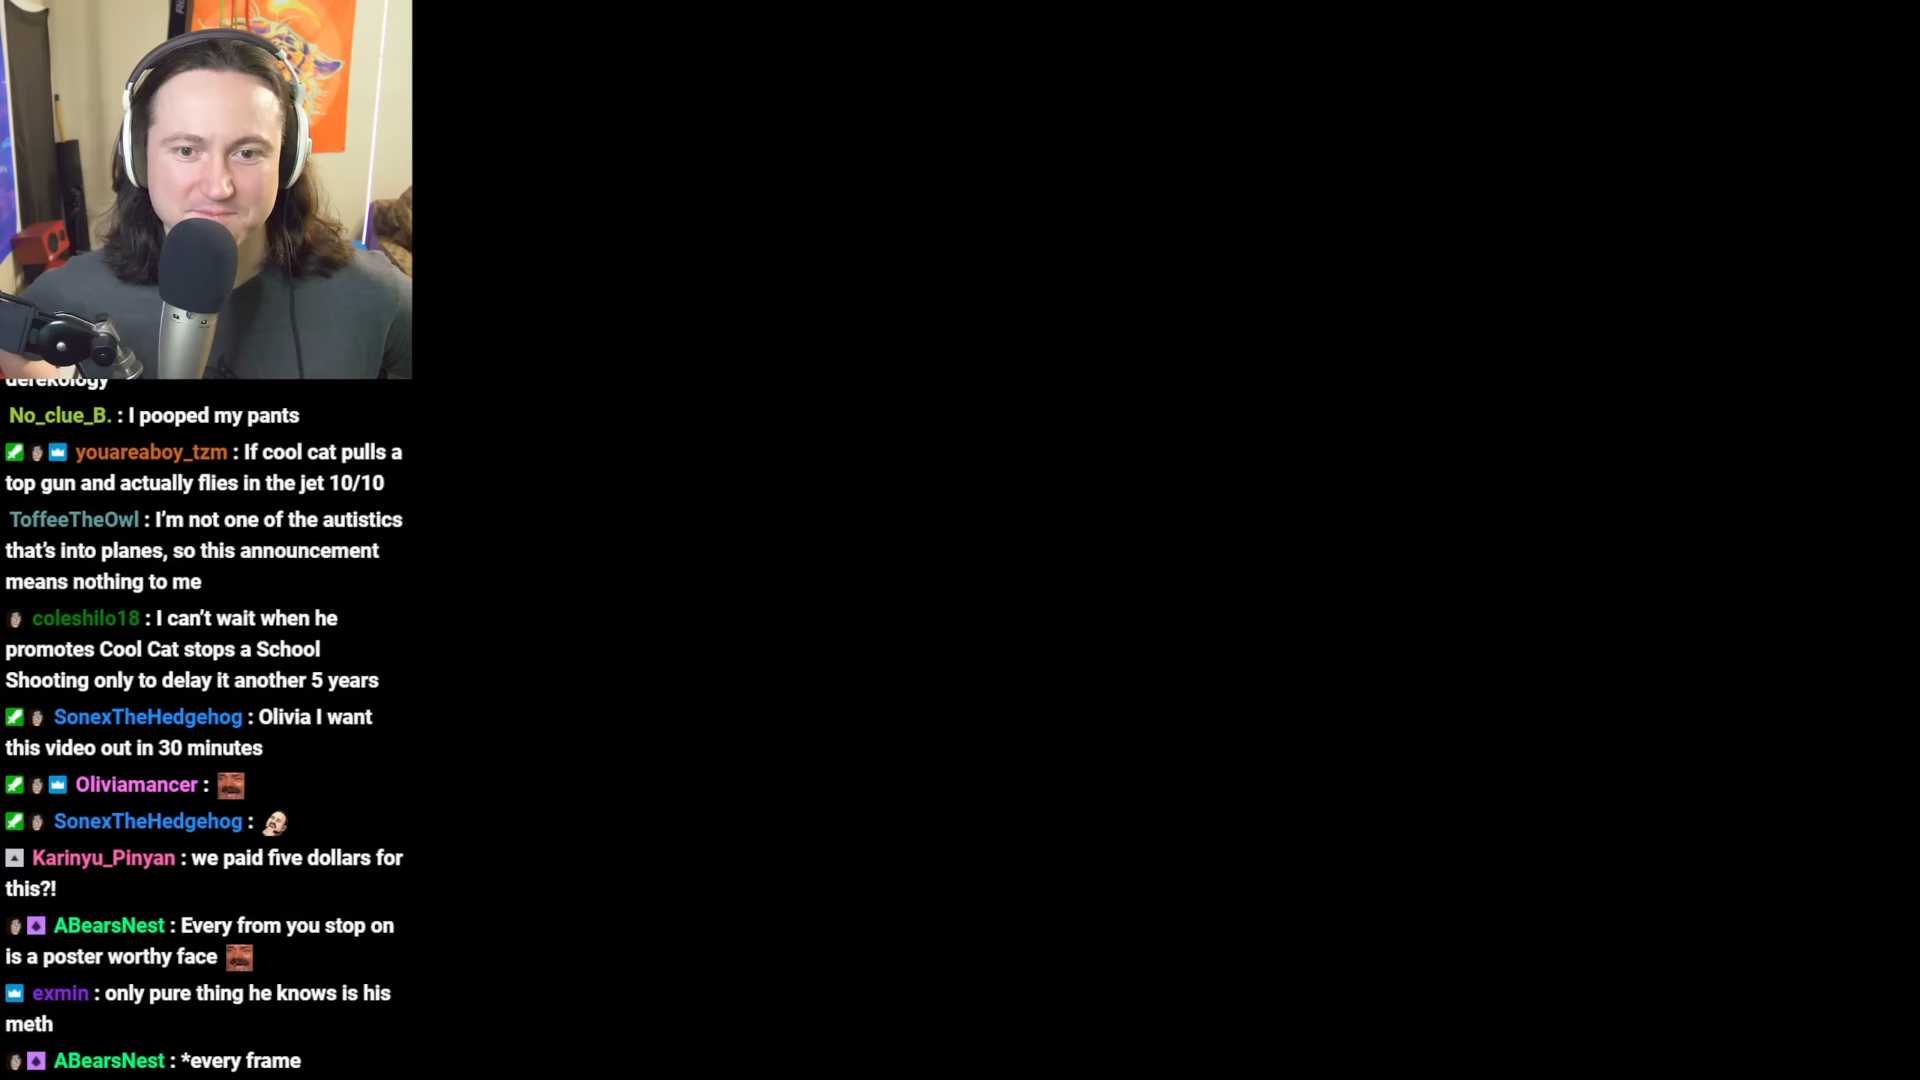 derekology
No_clue_B. : I pooped my pants
youareaboy_tzm : If cool cat pulls a
top gun and actually flies in the jet 10/10
ToffeeTheOwl : I’m not one of the autistics
that’s into planes, so this announcement
means nothing to me
coleshilo18 : I can’t wait when he
promotes Cool Cat stops a School
Shooting only to delay it another 5 years
SonexTheHedgehog : Olivia I want
this video out in 30 minutes
Oliviamancer :
SonexTheHedgehog :
Karinyu_Pinyan : we paid five dollars for
this?!
ABearsNest : Every from you stop on
is a poster worthy face
exmin : only pure thing he knows is his
meth
ABearsNest : *every frame